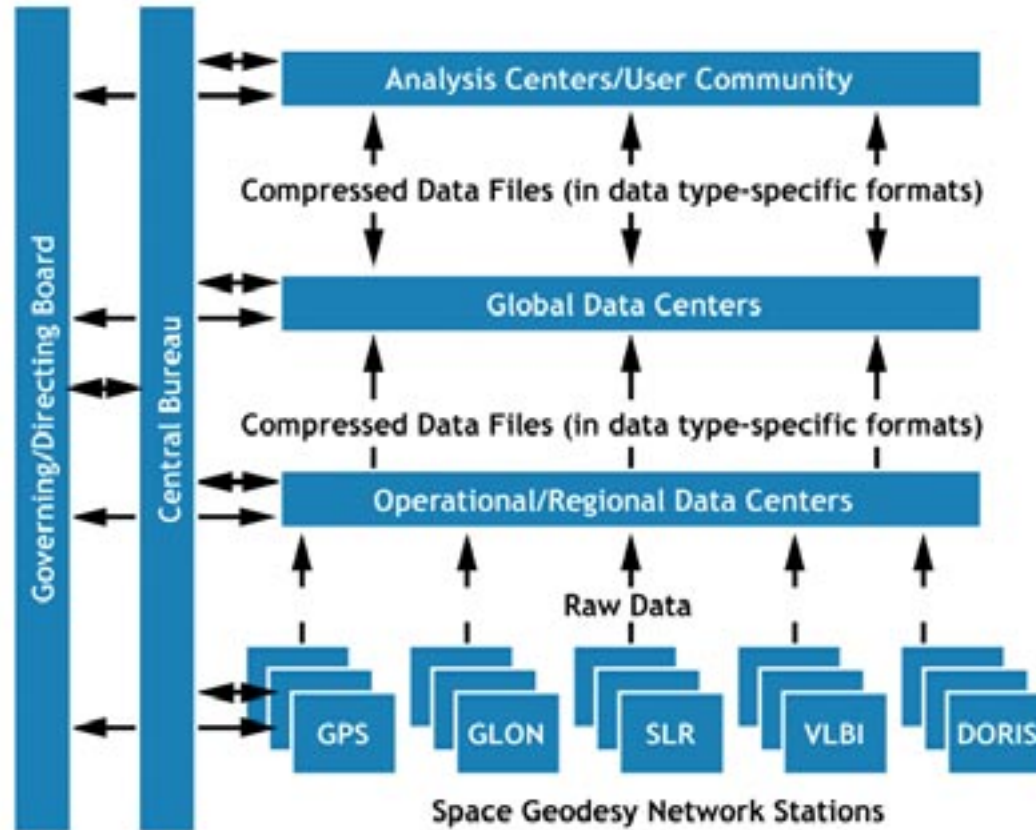 Governing/Directing Board
Central Bureau
Analysis Centers/User Community
Compressed Data Files (in data type-specific formats)
Global Data Centers
Compressed Data Files (in data type-specific formats)
Operational/Regional Data Centers
Raw Data
GPS
GLON
SLR
VLBI
DORIS
Space Geodesy Network Stations